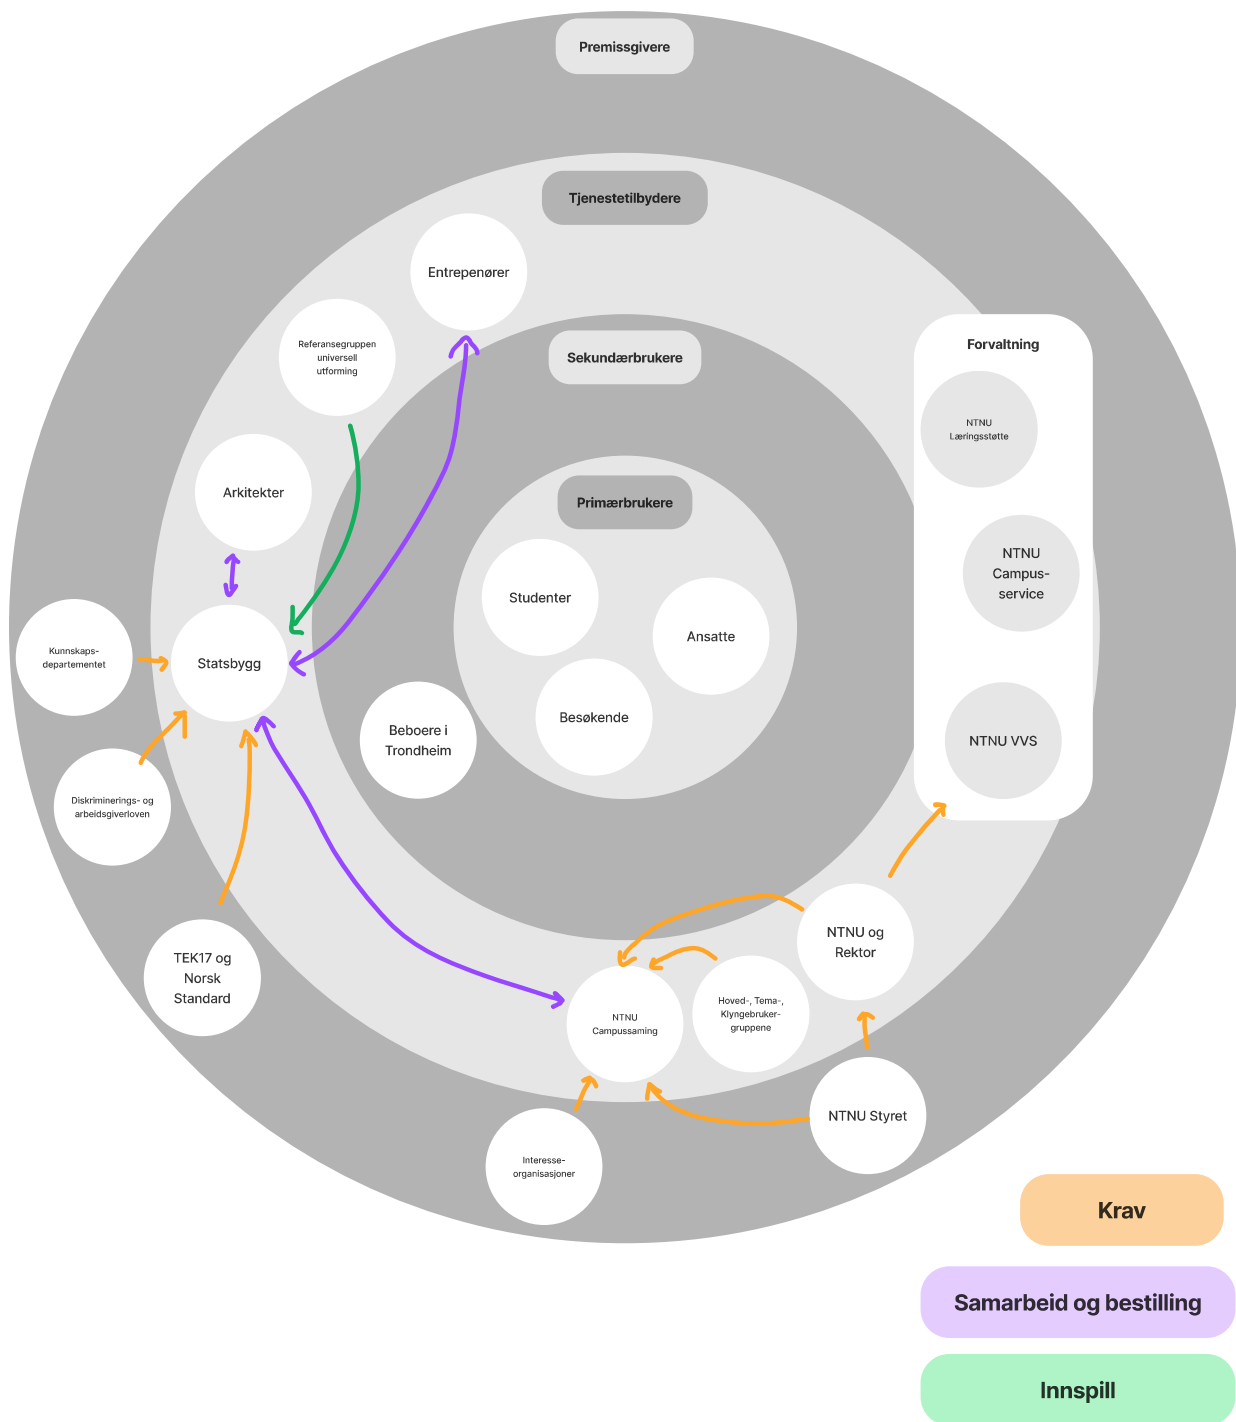 Premissgivere
Tjenestetilbydere
Entrepenører
Referansegruppen
universell
utforming
Sekundærbrukere
Forvaltning
NTNU
Læringsstøtte
Arkitekter
Primærbrukere
NTNU
Campus-
service
Studenter
Ansatte
Kunnskaps-
departementet
Statsbygg
Besøkende
Beboere i
Trondheim
NTNU VVS
Diskriminerings- og
arbeidsgiverloven
TEK17 og
Norsk
Standard
NTNU og
Rektor
NTNU
Campussaming
Hoved-, Tema-,
Klyngebruker-
gruppene
NTNU Styret
Interesse-
organisasjoner
Krav
Samarbeid og bestilling
Innspill